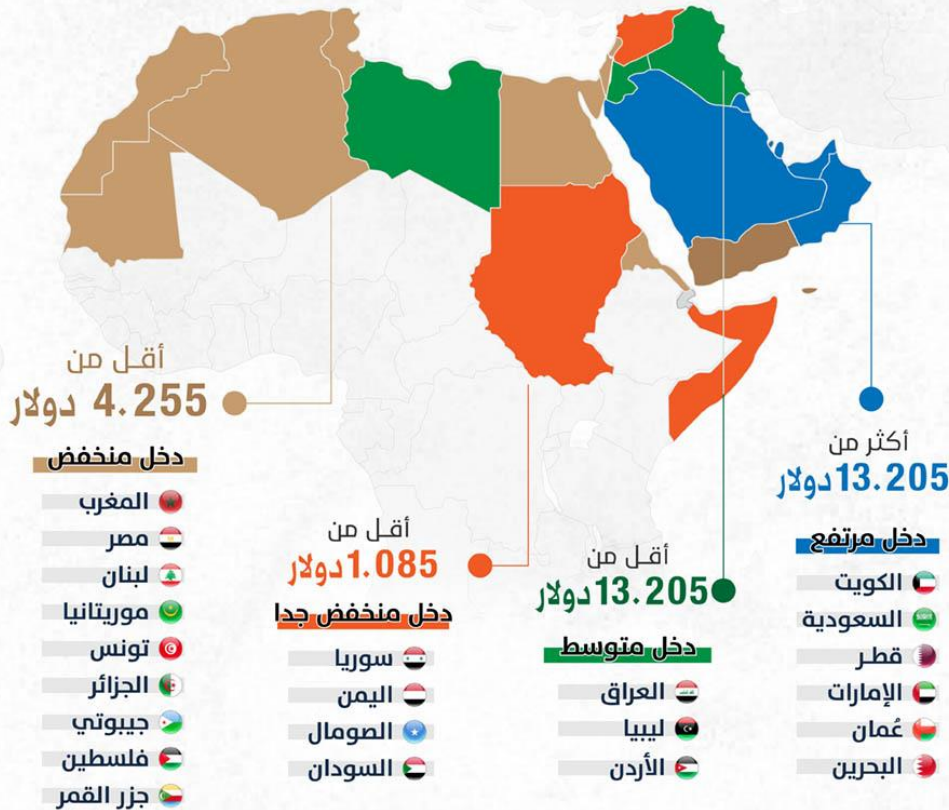 أقل من
4.255 دولار
دخل منخفض
المغرب
مصر
لبنان
موريتانيا
تونس
الجزائر
جيبوتي
فلسطين
جزر القمر
أقل من
1.085 دولار
دخل منخفض جدا
سوريا
اليمن
الصومال
السودان
أقل من
13.205 دولار
دخل متوسط
العراق
ليبيا
الأردن
أكثر من
13.205 دولار
دخل مرتفع
الكويت
السعودية
قطر
الإمارات
عُمان
البحرين